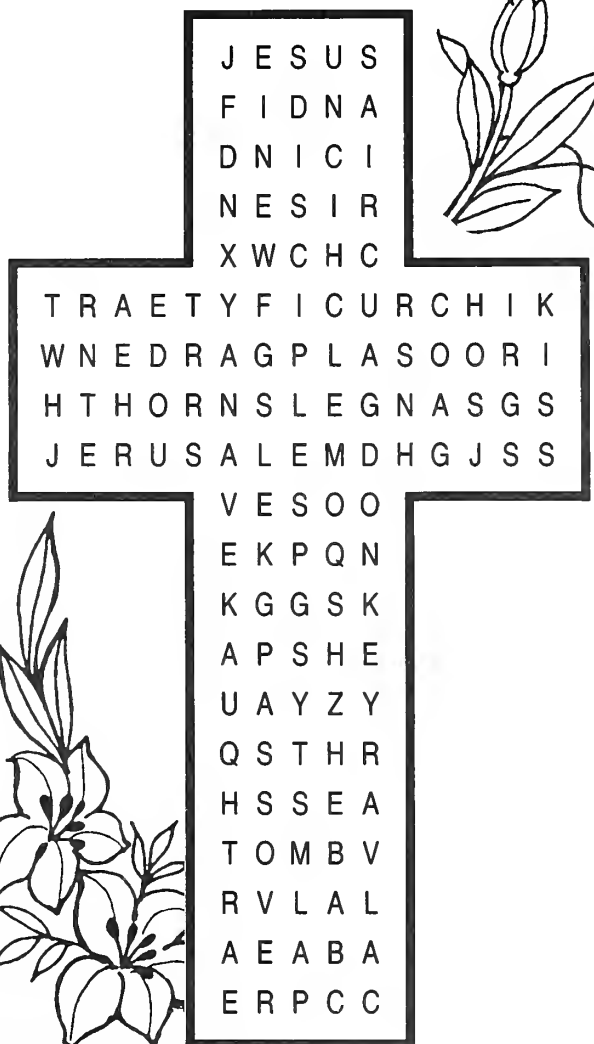 J E S U S
F I D N A
D N I C I
N E S I R
X W C H C
T R A E T Y F I C U R C H I K
W N E D R A G P L A S O O R I
H T H O R N S L E G N A S G S
J E R U S A L E M D H G J S S
V E S O O
E K P Q N
K G G S K
A P S H E
U A Y Z Y
Q S T H R
H S S E A
T O M B V
R V L A L
A E A B A
E R P C C